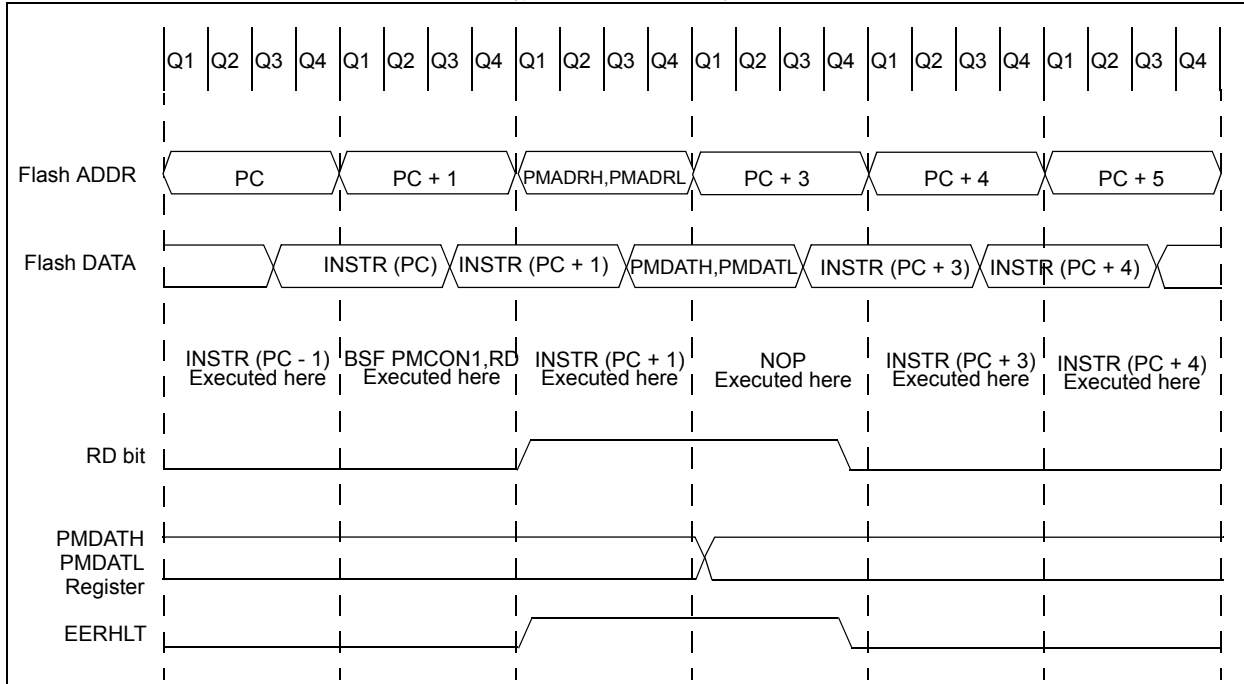 Q1 Q2 Q3 Q4 Q1 Q2 Q3 Q4 Q1 Q2 Q3 Q4 Q1 Q2 Q3 Q4 Q1 Q2 Q3 Q4 Q1 Q2 Q3 Q4
Flash ADDR PC PC + 1 PMADRH,PMADRL PC + 3 PC + 4 PC + 5
Flash DATA INSTR (PC) INSTR (PC + 1) PMDATH,PMDATL INSTR (PC + 3) INSTR (PC + 4)
INSTR (PC - 1) BSF PMCON1,RD INSTR (PC + 1) NOP INSTR (PC + 3) INSTR (PC + 4)
Executed here Executed here Executed here Executed here Executed here Executed here
RD bit
PMDATH
PMDATL
Register
EERHLT